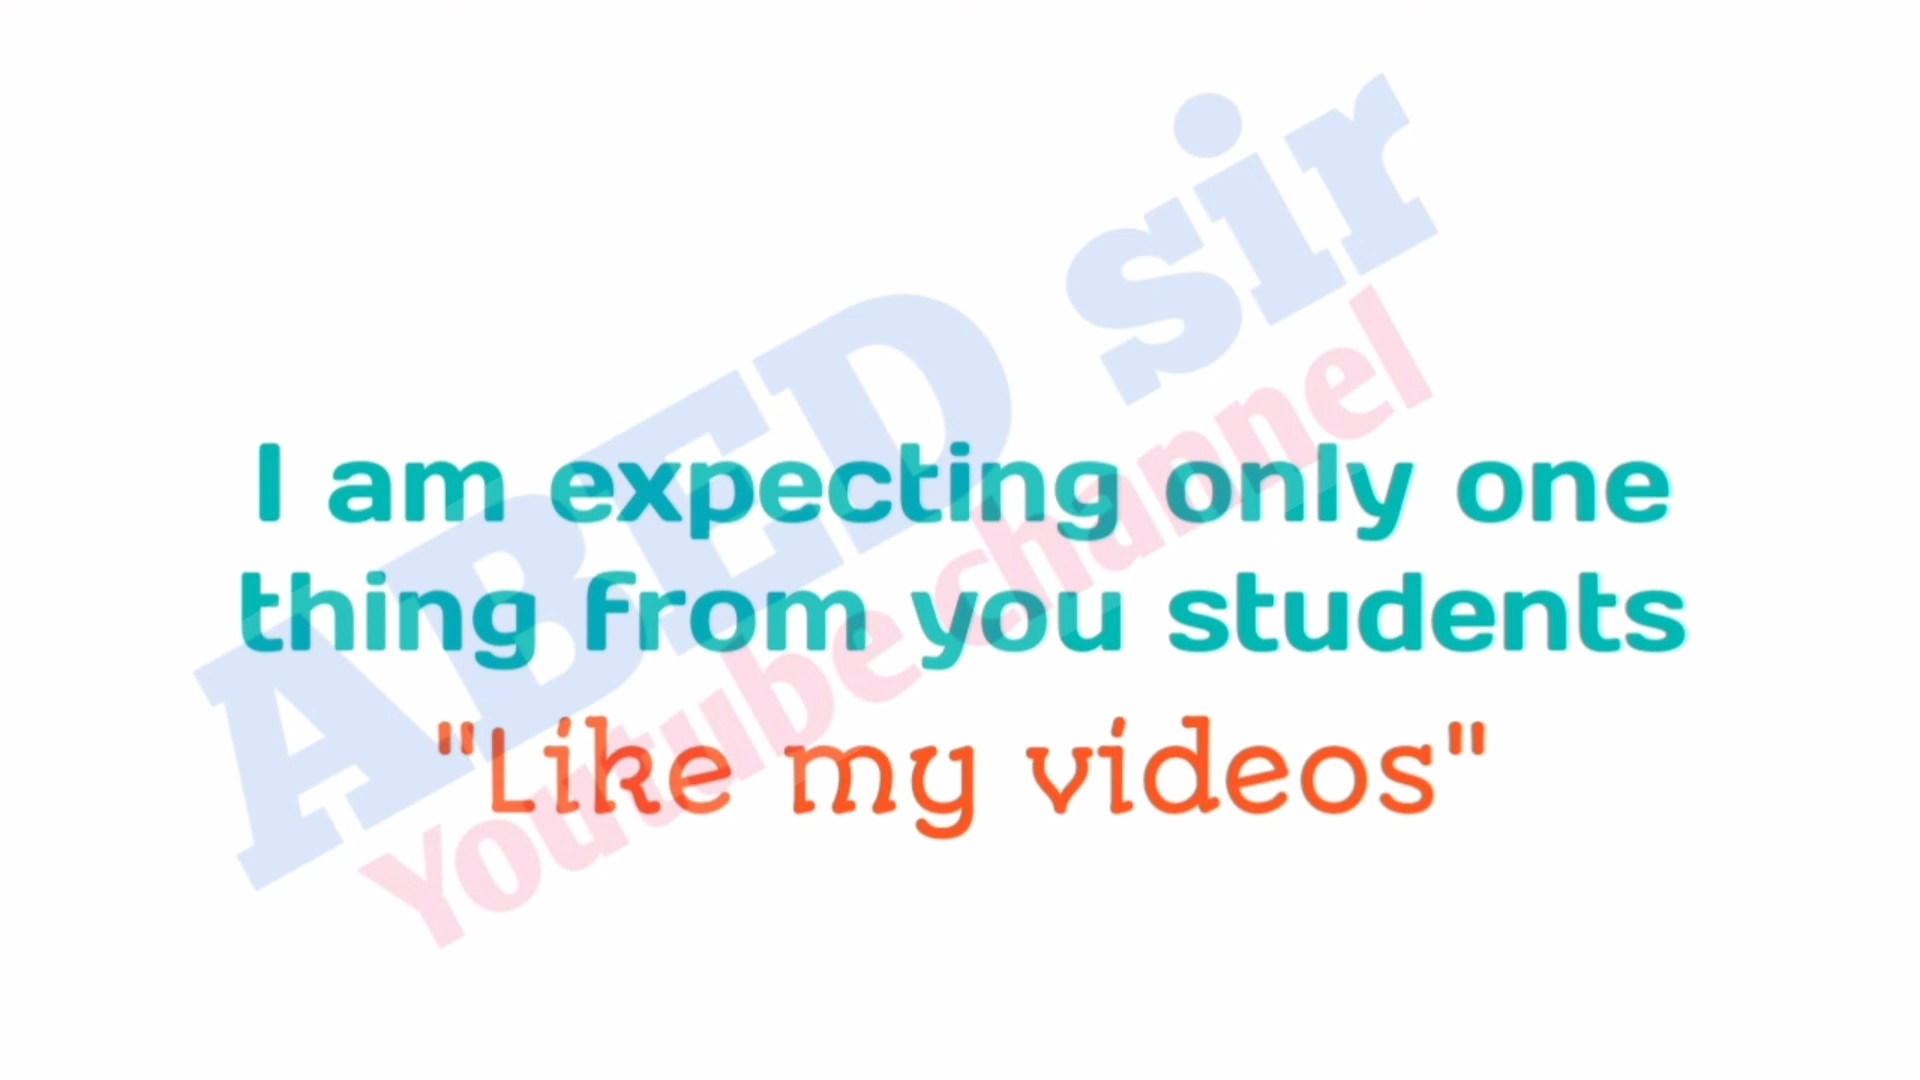 ABED sir
Youtube channel
I am expecting only one
thing from you students
"Like my videos"